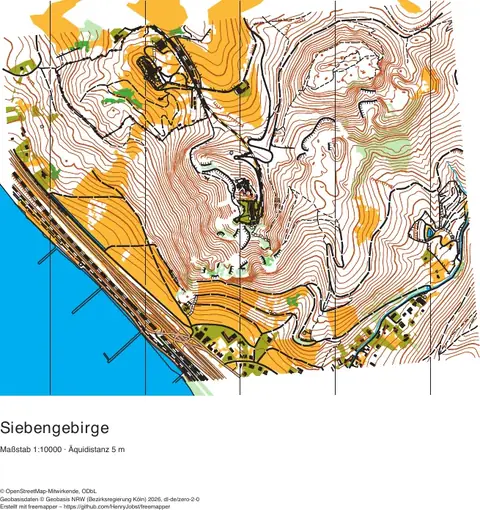 Siebengebirge
Maßstab 1:10000 · Äquidistanz 5 m
© OpenStreetMap-Mitwirkende, ODbL
Geobasisdaten © Geobasis NRW (Bezirksregierung Köln) 2026, dl-de/zero-2-0
Erstellt mit freemapper – https://github.com/HenryJobst/freemapper